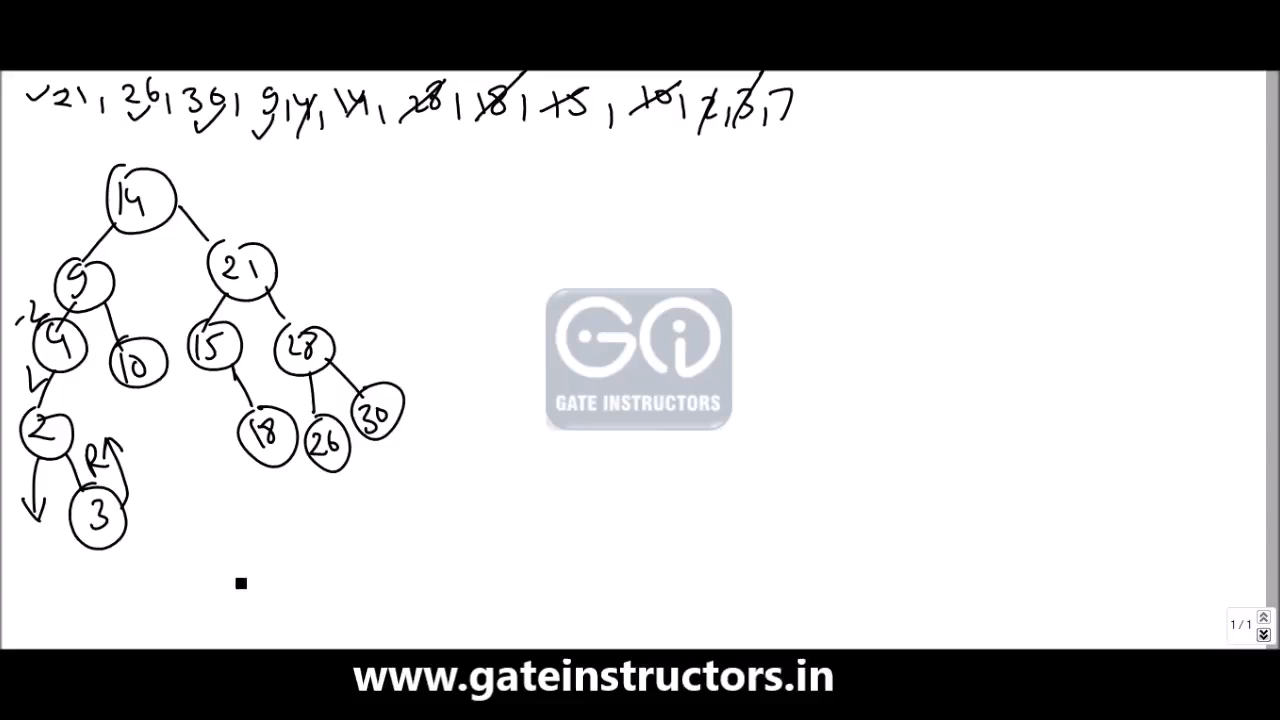 21, 26, 30, 9, 4, 14, 28, 18, 15, 10, 2, 3, 7
14
9 21
4 10 15 28
L
2 18 26 30
R
3
GATE INSTRUCTORS
1 / 1
www.gateinstructors.in